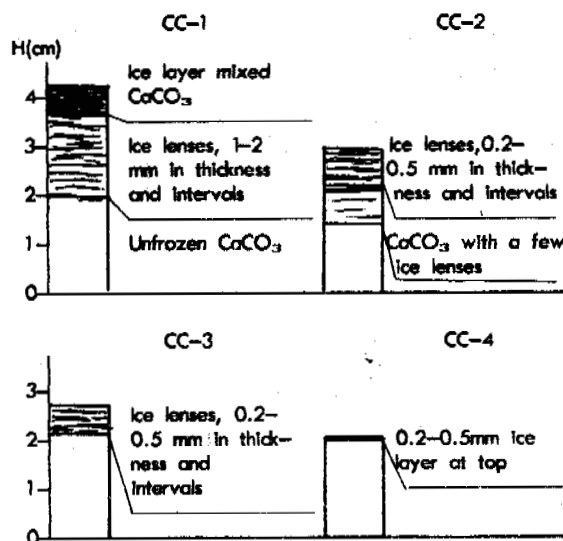 CC-1
CC-2
H(cm)
4
3
2
1
0
Ice layer mixed
CaCO₃
Ice lenses, 1-2
mm in thickness
and intervals
Unfrozen CaCO₃
Ice lenses,0.2-
0.5 mm in thick-
ness and intervals
CaCO₃ with a few
ice lenses
CC-3
CC-4
3
2
1
0
Ice lenses, 0.2-
0.5 mm in thick-
ness and
intervals
0.2-0.5mm ice
layer at top